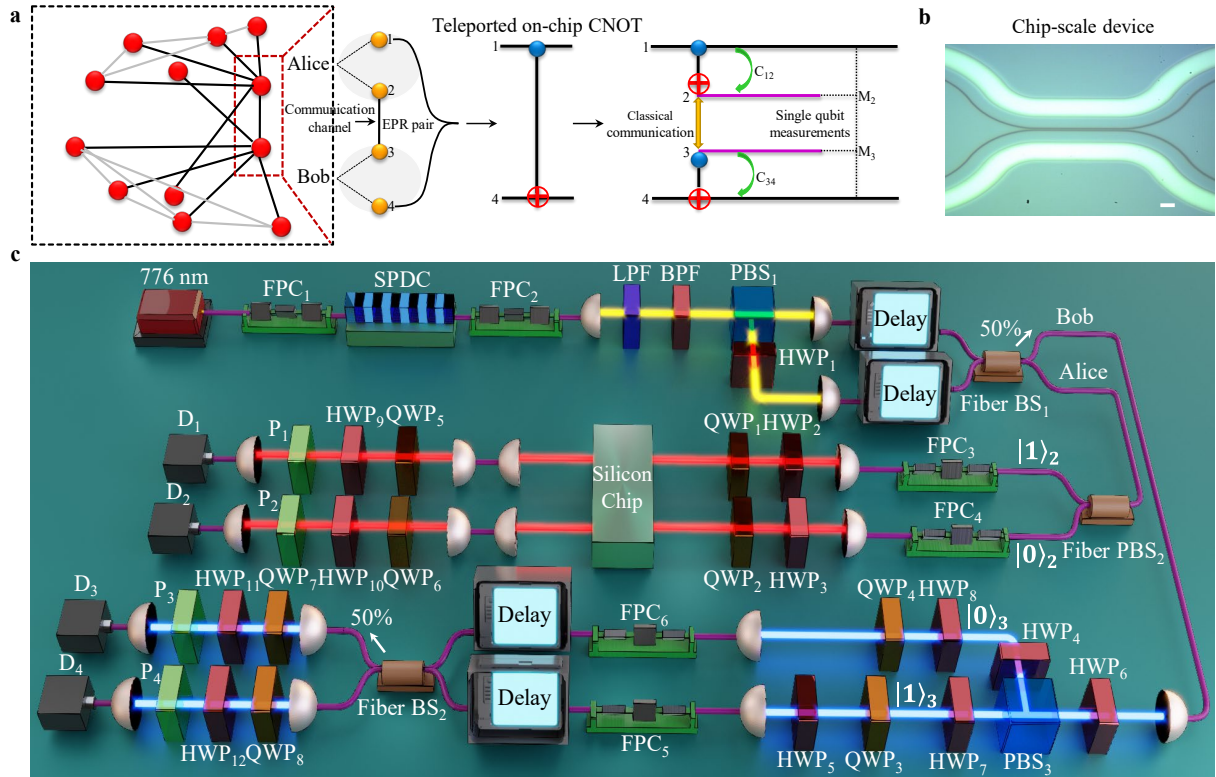 a
Alice
Communication
channel
EPR pair
Bob
1
2
3
4
Teleported on-chip CNOT
1
4
1
2
3
4
C₁₂
C₃₄
Classical
communication
Single qubit
measurements
M₂
M₃
b
Chip-scale device
c
776 nm
FPC₁
SPDC
FPC₂
LPF
BPF
PBS₁
HWP₁
Delay
Delay
50%
Fiber BS₁
Bob
Alice
D₁
P₁
HWP₉
QWP₅
Silicon
Chip
QWP₁
HWP₂
FPC₃
|1⟩₂
D₂
P₂
HWP₁₀
QWP₆
QWP₂
HWP₃
FPC₄
|0⟩₂
Fiber PBS₂
D₃
P₃
HWP₁₁
QWP₇
50%
Delay
FPC₆
QWP₄
HWP₈
|0⟩₃
HWP₄
HWP₆
D₄
P₄
HWP₁₂
QWP₈
Fiber BS₂
Delay
FPC₅
HWP₅
QWP₃
|1⟩₃
HWP₇
PBS₃